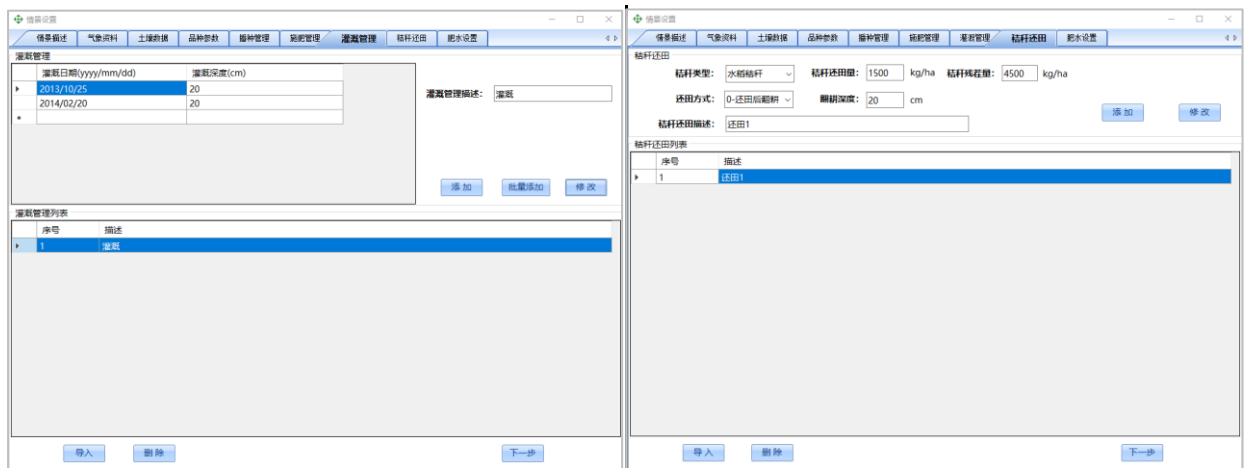 情景设置
情景描述 气象资料 土壤数据 品种参数 播种管理 施肥管理 灌溉管理 秸秆还田 肥水设置
灌溉管理
灌溉日期(yyyy/mm/dd) 灌溉深度(cm)
2013/10/25 20
2014/02/20 20
灌溉管理描述： 灌溉
添加 批量添加 修改
灌溉管理列表
序号 描述
1 灌溉
导入 删除 下一步
情景设置
情景描述 气象资料 土壤数据 品种参数 播种管理 施肥管理 灌溉管理 秸秆还田 肥水设置
秸秆还田
秸秆类型： 水稻秸秆 秸秆还田量： 1500 kg/ha 秸秆残茬量： 4500 kg/ha
还田方式： 0-还田后翻耕 翻耕深度： 20 cm
添加 修改
秸秆还田描述： 还田1
秸秆还田列表
序号 描述
1 还田1
导入 删除 下一步